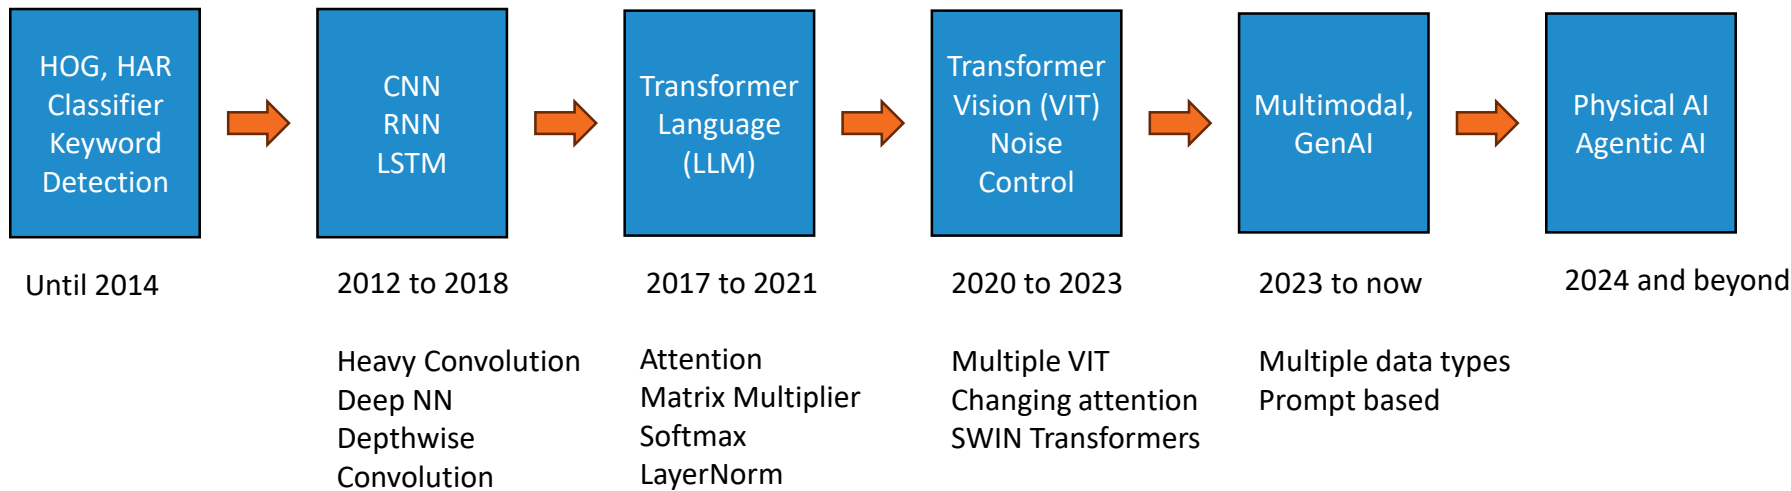 HOG, HAR
Classifier
Keyword
Detection
CNN
RNN
LSTM
Transformer
Language
(LLM)
Transformer
Vision (VIT)
Noise
Control
Multimodal,
GenAI
Physical AI
Agentic AI
Until 2014
2012 to 2018
2017 to 2021
2020 to 2023
2023 to now
2024 and beyond
Heavy Convolution
Deep NN
Depthwise
Convolution
Attention
Matrix Multiplier
Softmax
LayerNorm
Multiple VIT
Changing attention
SWIN Transformers
Multiple data types
Prompt based